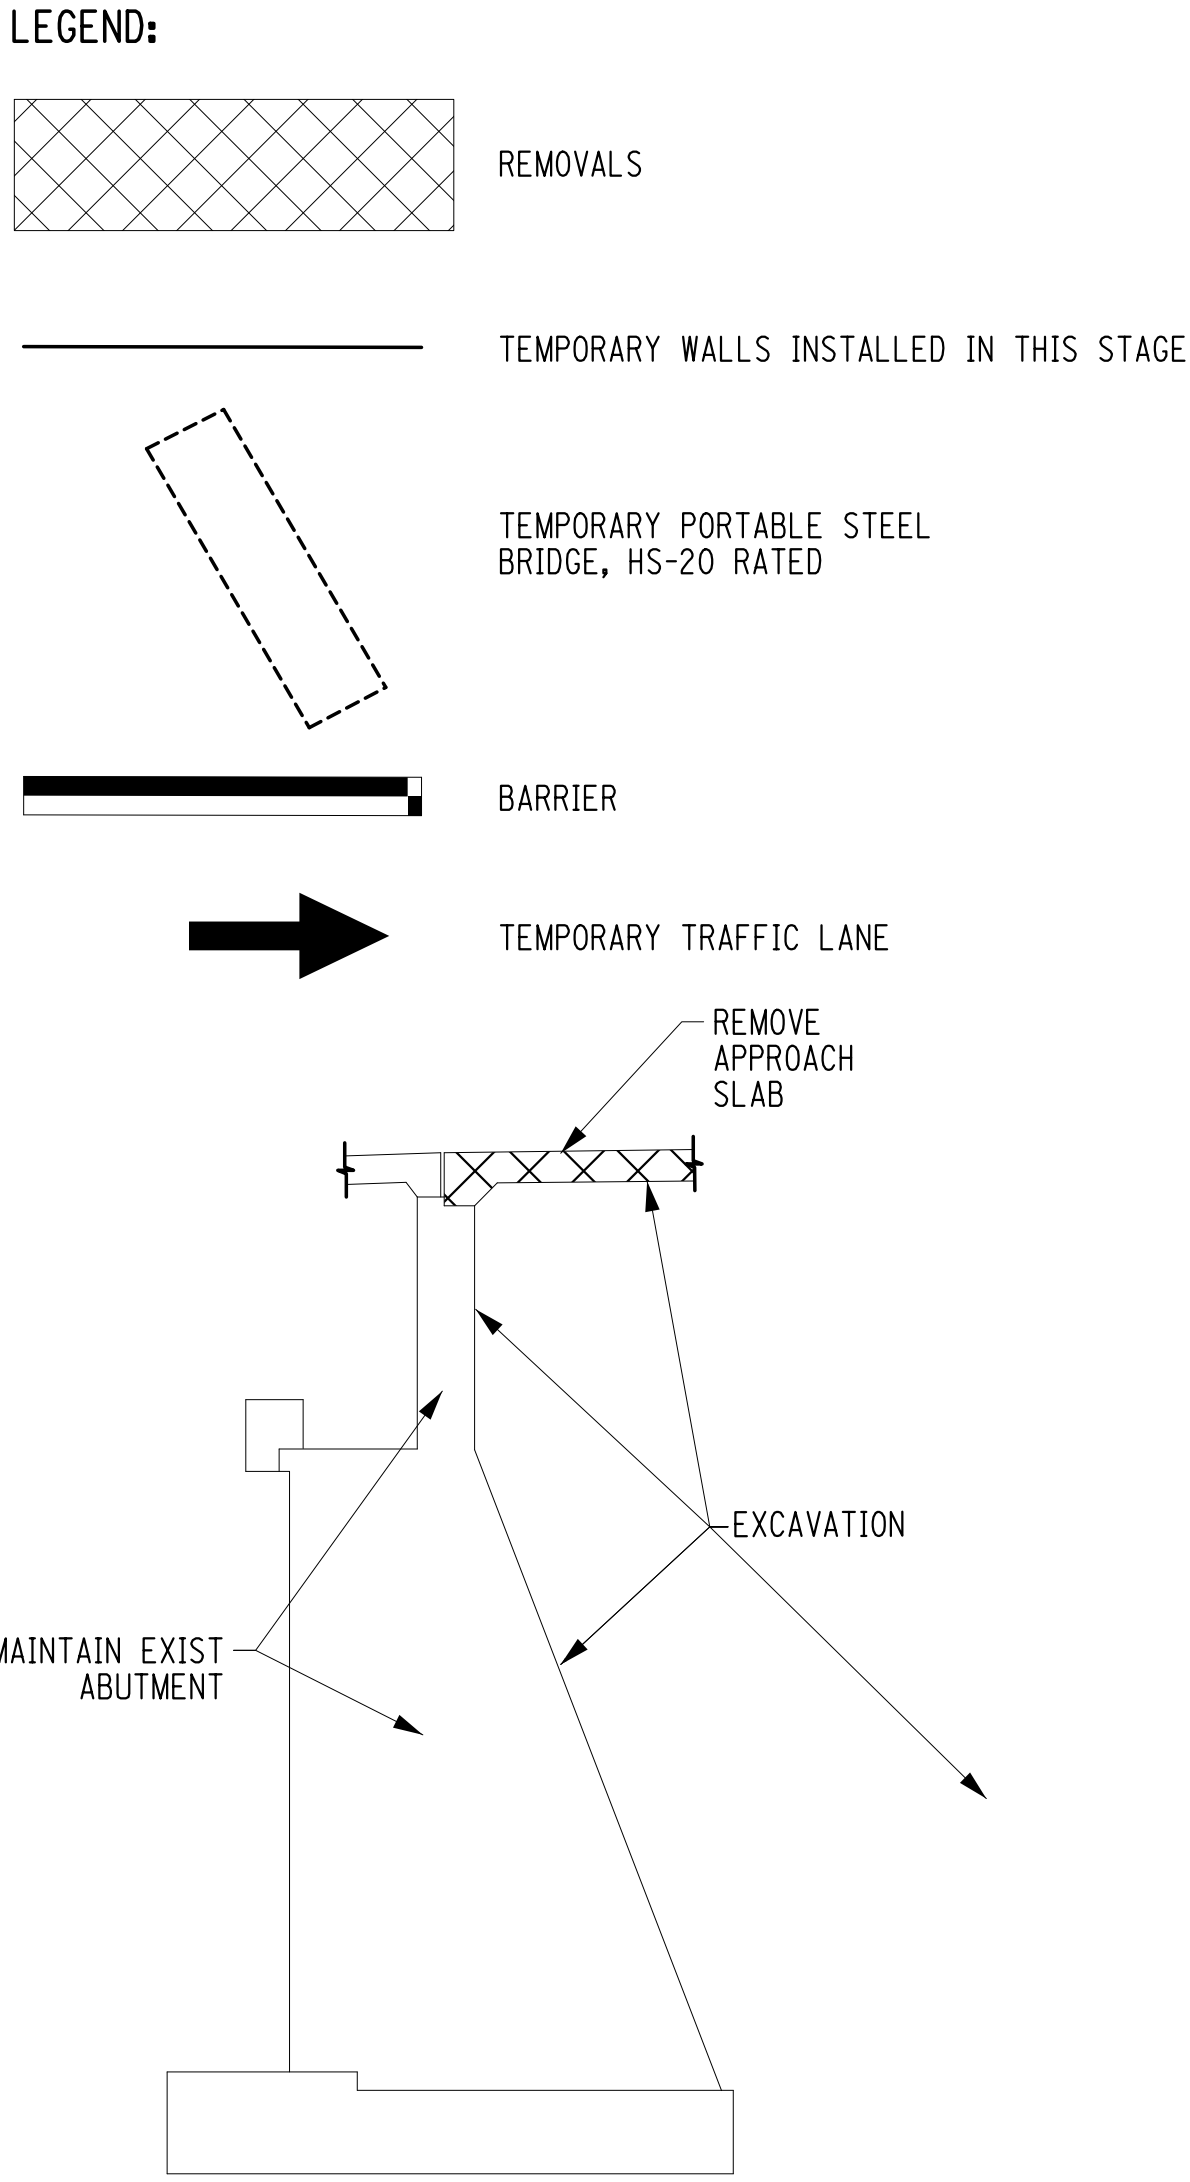 LEGEND:
REMOVALS
TEMPORARY WALLS INSTALLED IN THIS STAGE
TEMPORARY PORTABLE STEEL
BRIDGE, HS-20 RATED
BARRIER
TEMPORARY TRAFFIC LANE
REMOVE
APPROACH
SLAB
EXCAVATION
MAINTAIN EXIST
ABUTMENT